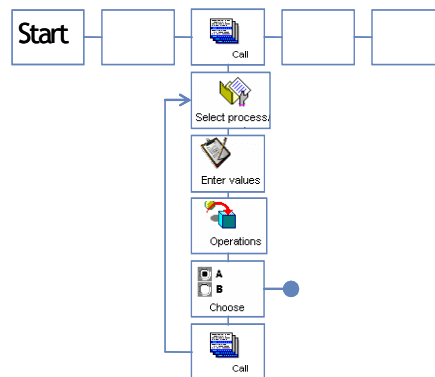 Start
Call
Select process.
Enter values
Operations
A
B
Choose
Call